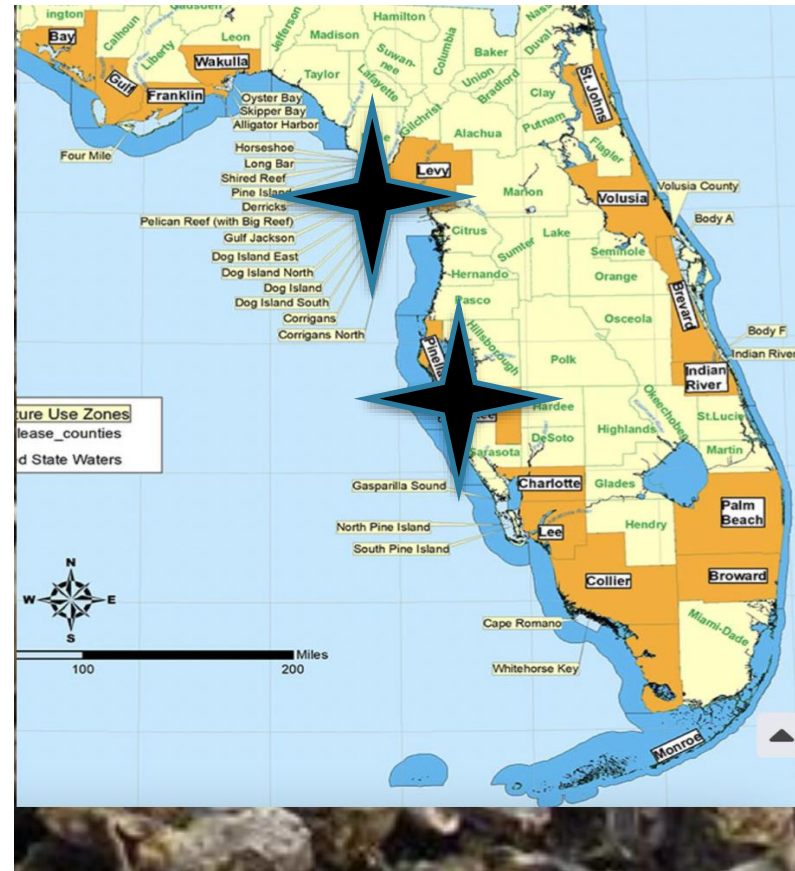 ington
Calhoun
Liberty
Leon
Jefferson
Madison
Hamilton
Columbia
Baker
Nass
Duval
Bay
Gulf
Franklin
Wakulla
Taylor
Suwan-
nee
Lafayette
Union
Bradford
Clay
St. Johns
Gilchrist
Alachua
Putnam
Flagler
Oyster Bay
Skipper Bay
Alligator Harbor
Four Mile
Horseshoe
Long Bar
Shired Reef
Pine Island
Derricks
Pelican Reef (with Big Reef)
Gulf Jackson
Dog Island East
Dog Island North
Dog Island
Dog Island South
Corrigans
Corrigans North
Levy
Marion
Volusia
Volusia County
Body A
Citrus
Sumter
Lake
Seminole
Hernando
Orange
Pasco
Brevard
Osceola
Hillsborough
Polk
Body F
Indian River
Indian
River
Hardee
Okeechobee
St.Lucie
Highlands
DeSoto
Martin
Sarasota
ture Use Zones
lease_counties
d State Waters
Gasparilla Sound
Charlotte
Glades
North Pine Island
South Pine Island
Lee
Hendry
Palm
Beach
Collier
Broward
N
W
E
S
Cape Romano
Miami-Dade
Miles
100
200
Whitehorse Key
Monroe